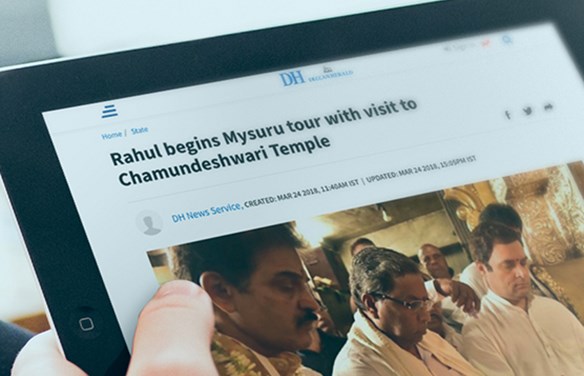 DH DECCAN HERALD
Home / State
Rahul begins Mysuru tour with visit to
Chamundeshwari Temple
DH News Service, CREATED: MAR 24 2018, 11:40AM IST | UPDATED: MAR 24 2018, 15:05PM IST